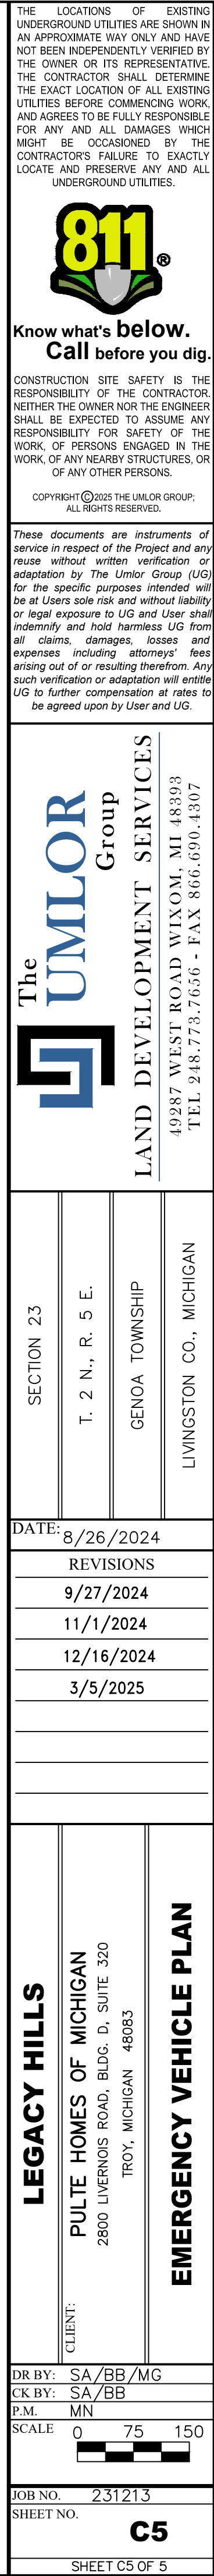 THE LOCATIONS OF EXISTING
UNDERGROUND UTILITIES ARE SHOWN IN
AN APPROXIMATE WAY ONLY AND HAVE
NOT BEEN INDEPENDENTLY VERIFIED BY
THE OWNER OR ITS REPRESENTATIVE.
THE CONTRACTOR SHALL DETERMINE
THE EXACT LOCATION OF ALL EXISTING
UTILITIES BEFORE COMMENCING WORK,
AND AGREES TO BE FULLY RESPONSIBLE
FOR ANY AND ALL DAMAGES WHICH
MIGHT BE OCCASIONED BY THE
CONTRACTOR'S FAILURE TO EXACTLY
LOCATE AND PRESERVE ANY AND ALL
UNDERGROUND UTILITIES.
811®
Know what's below.
Call before you dig.
CONSTRUCTION SITE SAFETY IS THE
RESPONSIBILITY OF THE CONTRACTOR.
NEITHER THE OWNER NOR THE ENGINEER
SHALL BE EXPECTED TO ASSUME ANY
RESPONSIBILITY FOR SAFETY OF THE
WORK, OF PERSONS ENGAGED IN THE
WORK, OF ANY NEARBY STRUCTURES, OR
OF ANY OTHER PERSONS.
COPYRIGHT © 2025 THE UMLOR GROUP;
ALL RIGHTS RESERVED.
These documents are instruments of
service in respect of the Project and any
reuse without written verification or
adaptation by The Umlor Group (UG)
for the specific purposes intended will
be at Users sole risk and without liability
or legal exposure to UG and User shall
indemnify and hold harmless UG from
all claims, damages, losses and
expenses including attorneys' fees
arising out of or resulting therefrom. Any
such verification or adaptation will entitle
UG to further compensation at rates to
be agreed upon by User and UG.
The
UMLOR
Group
LAND DEVELOPMENT SERVICES
49287 WEST ROAD WIXOM, MI 48393
TEL 248.773.7656 - FAX 866.690.4307
SECTION 23
T. 2 N., R. 5 E.
GENOA TOWNSHIP
LIVINGSTON CO., MICHIGAN
DATE: 8/26/2024
REVISIONS
9/27/2024
11/1/2024
12/16/2024
3/5/2025
LEGACY HILLS
CLIENT:
PULTE HOMES OF MICHIGAN
2800 LIVERNOIS ROAD, BLDG. D, SUITE 320
TROY, MICHIGAN 48083
EMERGENCY VEHICLE PLAN
DR BY: SA/BB/MG
CK BY: SA/BB
P.M. MN
SCALE 0 75 150
JOB NO. 231213
SHEET NO.
C5
SHEET C5 OF 5